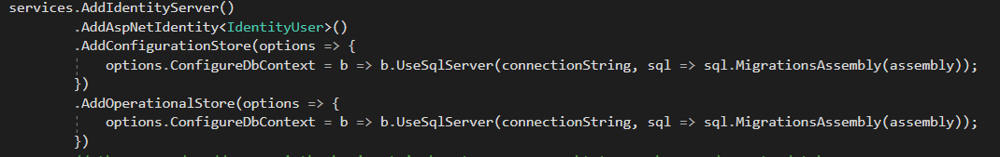 services.AddIdentityServer()
.AddAspNetIdentity<IdentityUser>()
.AddConfigurationStore(options => {
options.ConfigureDbContext = b => b.UseSqlServer(connectionString, sql => sql.MigrationsAssembly(assembly));
})
.AddOperationalStore(options => {
options.ConfigureDbContext = b => b.UseSqlServer(connectionString, sql => sql.MigrationsAssembly(assembly));
})